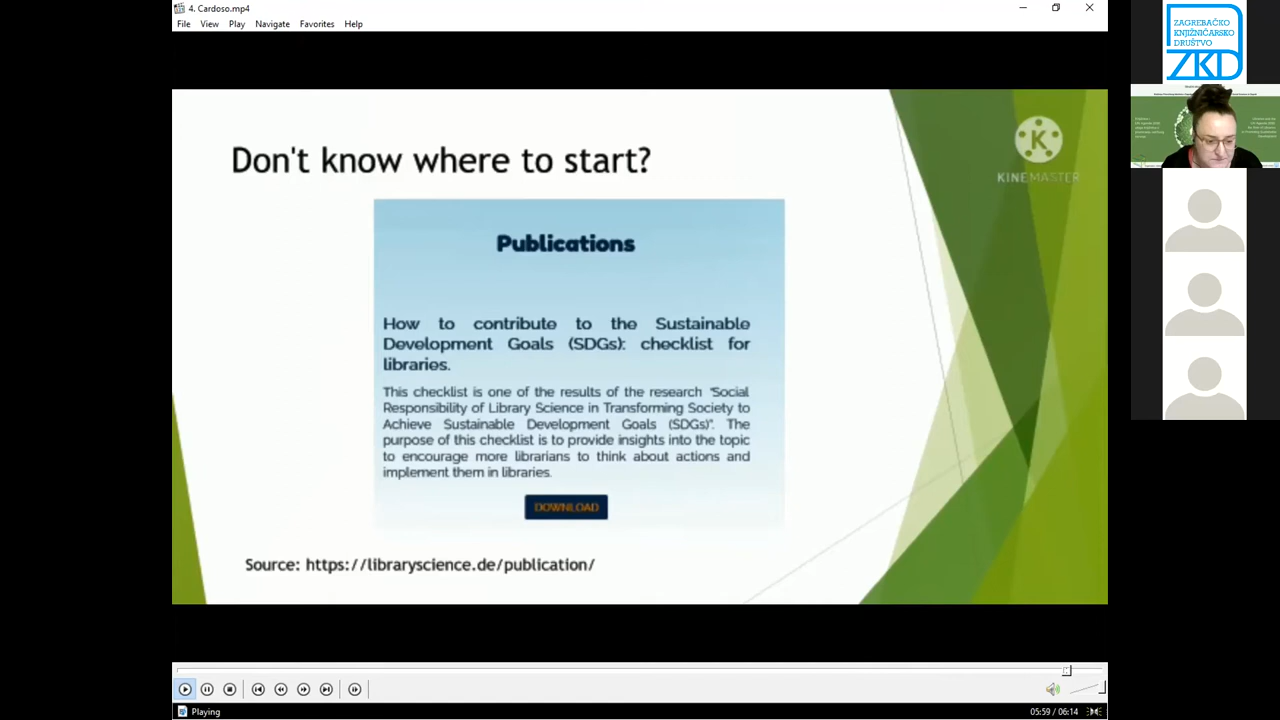 4. Cardoso.mp4
File View Play Navigate Favorites Help
ZAGREBAČKO
KNJIŽNIČARSKO
DRUŠTVO
ZKD
Don't know where to start?
KINEMASTER
Publications
How to contribute to the Sustainable
Development Goals (SDGs): checklist for
libraries.
This checklist is one of the results of the research "Social
Responsibility of Library Science in Transforming Society to
Achieve Sustainable Development Goals (SDGs)". The
purpose of this checklist is to provide insights into the topic
to encourage more librarians to think about actions and
implement them in libraries.
DOWNLOAD
Source: https://libraryscience.de/publication/
Playing
05:59 / 06:14